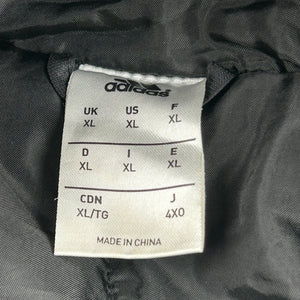 adidas
UK US F
XL XL XL
D I E
XL XL XL
CDN J
XL/TG 4XO
MADE IN CHINA